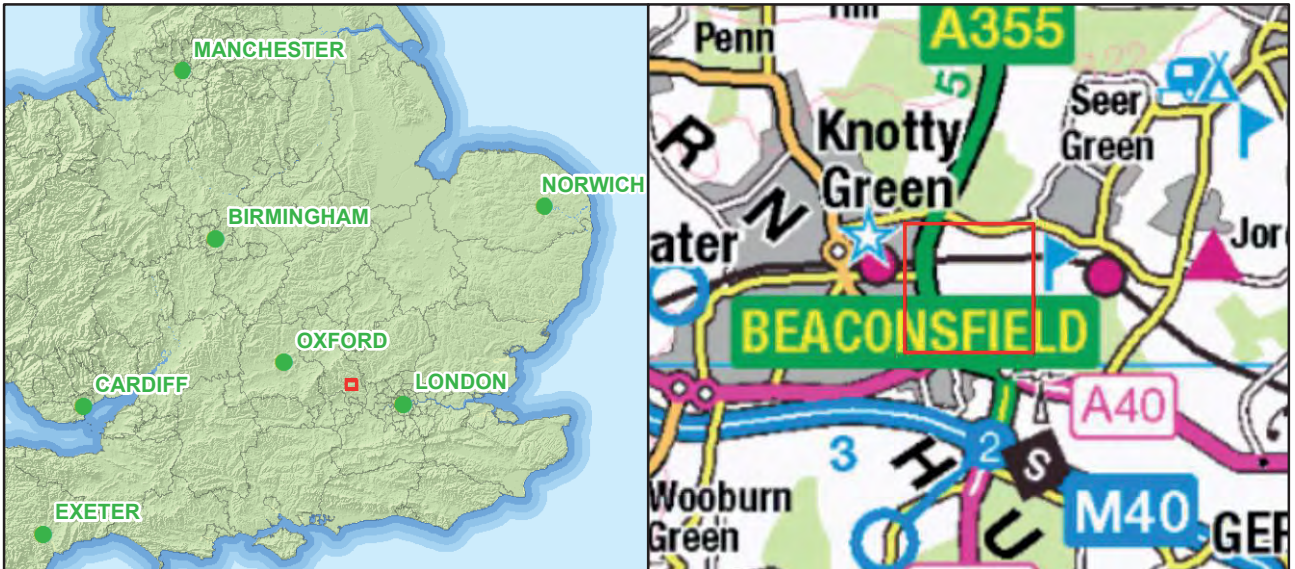 MANCHESTER
NORWICH
BIRMINGHAM
OXFORD
CARDIFF
LONDON
EXETER
Penn
A355
5
Seer
Green
Knotty
Green
R
N
ater
Jor
BEACONSFIELD
A40
3
H
2
S
Wooburn
Green
M40
U
GER